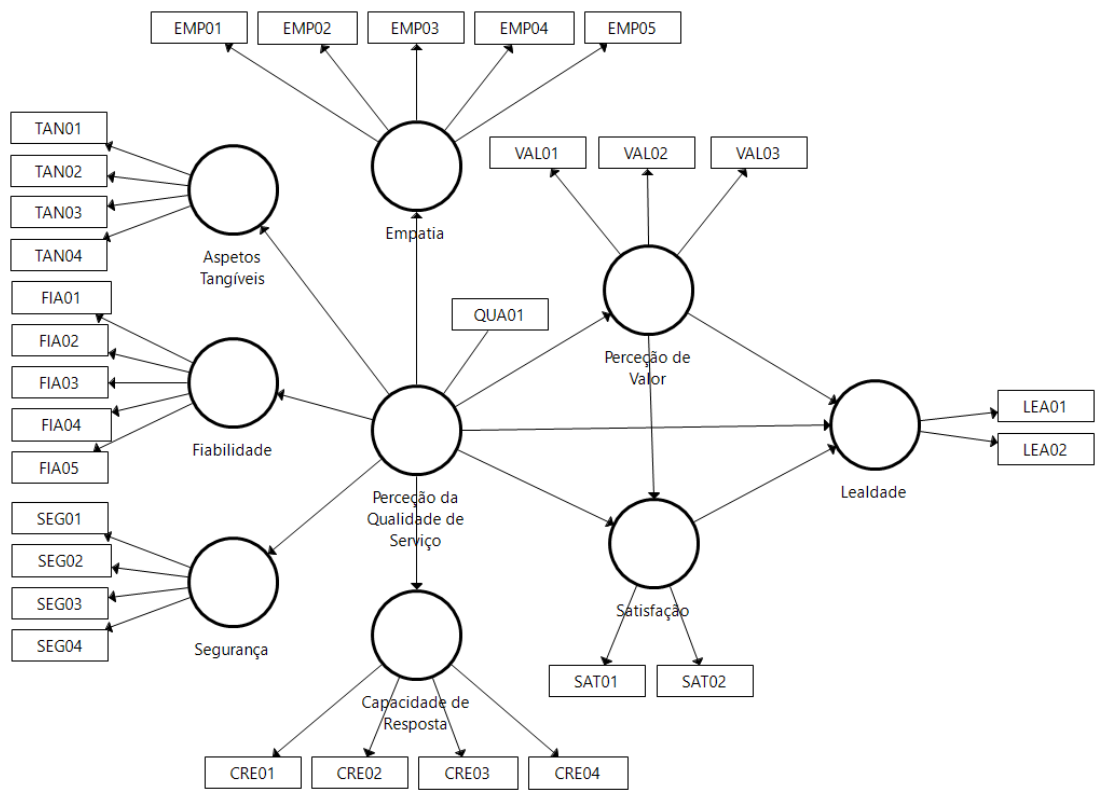 EMP01
EMP02
EMP03
EMP04
EMP05
TAN01
TAN02
TAN03
TAN04
Aspetos
Tangíveis
Empatia
VAL01
VAL02
VAL03
FIA01
FIA02
FIA03
FIA04
FIA05
Fiabilidade
QUA01
Perceção de
Valor
Perceção da
Qualidade de
Serviço
LEA01
LEA02
Lealdade
SEG01
SEG02
SEG03
SEG04
Segurança
Satisfação
SAT01
SAT02
Capacidade de
Resposta
CRE01
CRE02
CRE03
CRE04